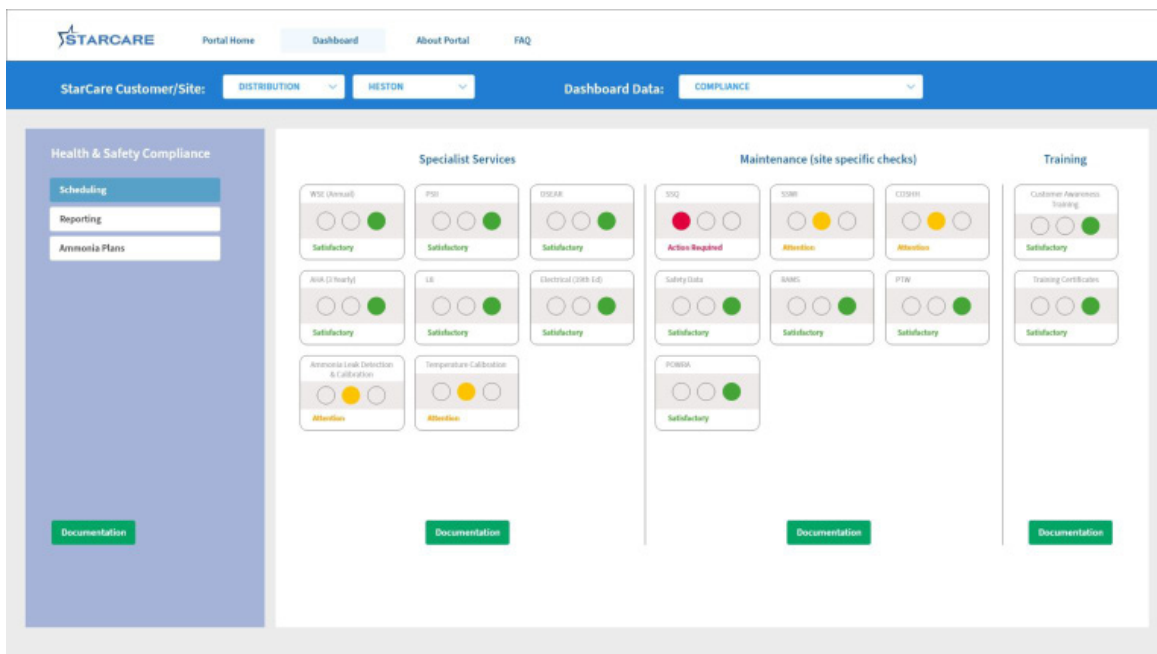 STARCARE
Portal Home Dashboard About Portal FAQ
StarCare Customer/Site: DISTRIBUTION HESTON Dashboard Data: COMPLIANCE
Health & Safety Compliance
Scheduling
Reporting
Ammonia Plans
Documentation
Specialist Services
WSE (Annual) PSSI DSEAR
Satisfactory Satisfactory Satisfactory
AHA (3 Yearly) LE Electrical (18th Ed)
Satisfactory Satisfactory Satisfactory
Ammonia Leak Detection
& Calibration
Temperature Calibration
Attention Attention
Documentation
Maintenance (site specific checks)
SSQ SSWI COSHH
Action Required Attention Attention
Safety Data RAMS PTW
Satisfactory Satisfactory Satisfactory
POWRA
Satisfactory
Documentation
Training
Customer Awareness
Training
Satisfactory
Training Certificates
Satisfactory
Documentation